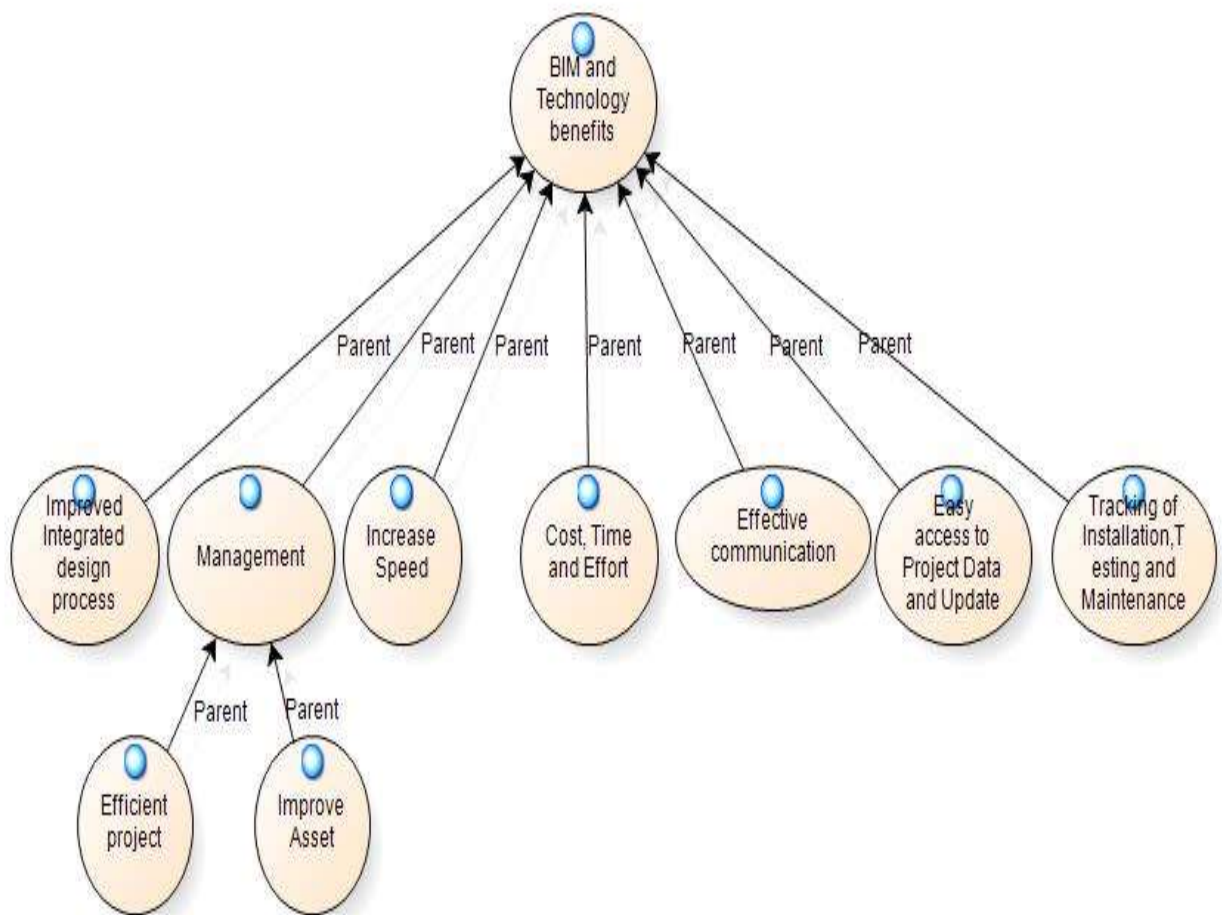 BIM and
Technology
benefits
Parent
Parent
Parent
Parent
Parent
Parent
Parent
Improved
Integrated
design
process
Management
Increase
Speed
Cost, Time
and Effort
Effective
communication
Easy
access to
Project Data
and Update
Tracking of
Installation,T
esting and
Maintenance
Parent
Parent
Efficient
project
Improve
Asset